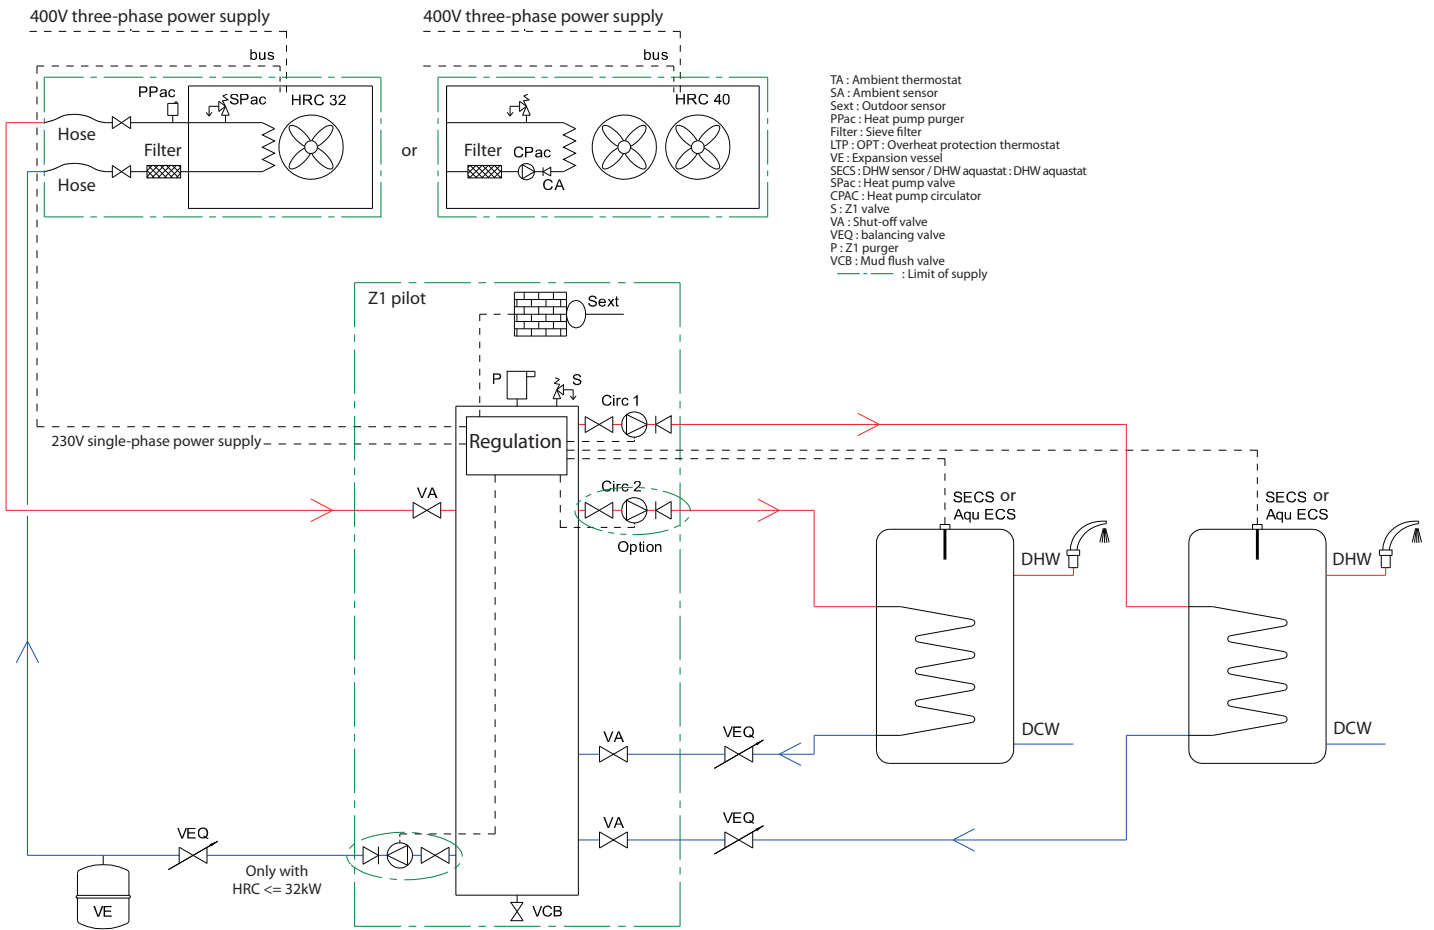 400V three-phase power supply
400V three-phase power supply
bus
bus
PPac
SPac
HRC 32
HRC 40
Hose
Filter
Hose
or
Filter
CPac
CA
TA : Ambient thermostat
SA : Ambient sensor
Sext : Outdoor sensor
PPac : Heat pump purger
Filter : Sieve filter
LTP : OPT : Overheat protection thermostat
VE : Expansion vessel
SECS : DHW sensor / DHW aquastat : DHW aquastat
SPac : Heat pump valve
CPAC : Heat pump circulator
S : Z1 valve
VA : Shut-off valve
VEQ : balancing valve
P : Z1 purger
VCB : Mud flush valve
: Limit of supply
Z1 pilot
Sext
P
S
Circ 1
Regulation
230V single-phase power supply
VA
Circ 2
Option
SECS or
Aqu ECS
SECS or
Aqu ECS
DHW
DHW
DCW
DCW
VA
VEQ
VA
VEQ
VEQ
Only with
HRC <= 32kW
VE
VCB